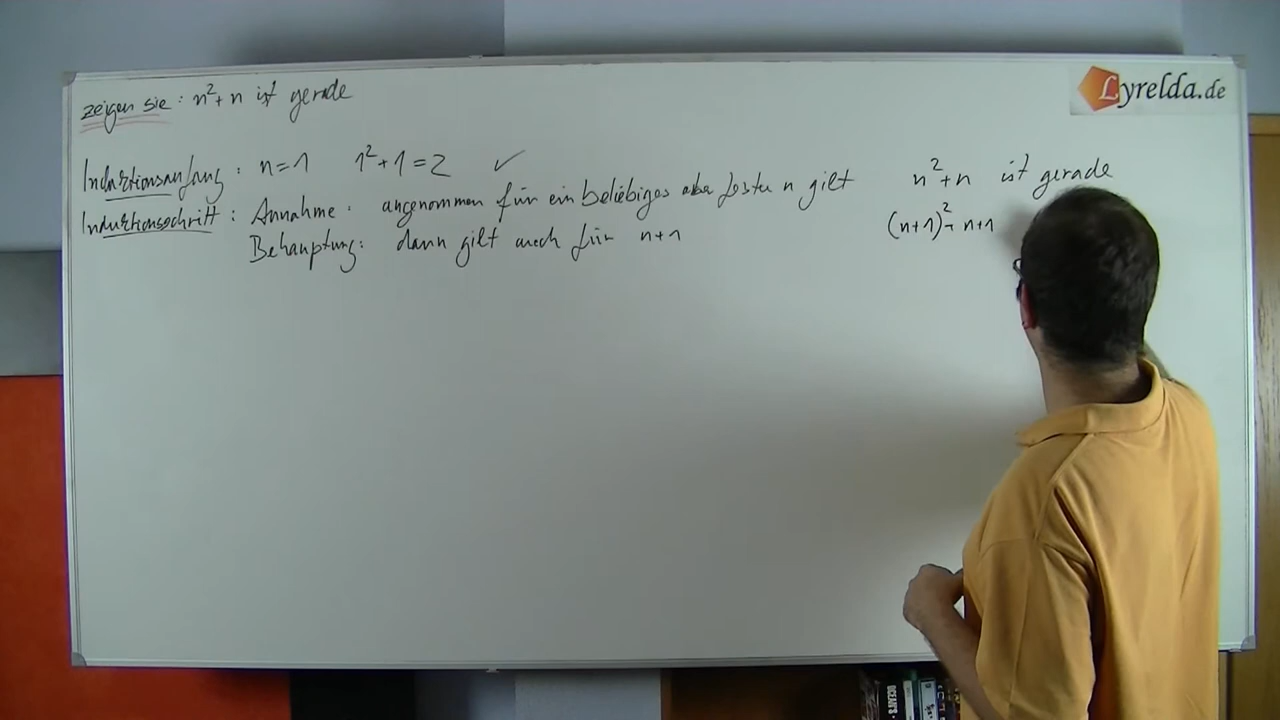 zeigen sie: n²+n ist gerade
Lyrelda.de
Induktionsanfang: n=1 1²+1=2 ✓
Induktionsschritt: Annahme: angenommen für ein beliebiges aber festes n gilt n²+n ist gerade
Behauptung: dann gilt auch für n+1 (n+1)²+n+1